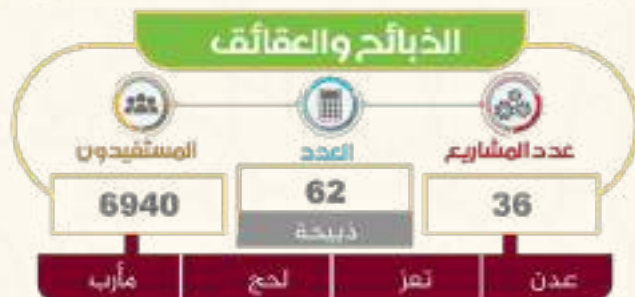 الذبائح والعقائق
عدد المشاريع العدد المستفيدون
36 62 6940
ذبيحة
عدن تعز لحج مأرب